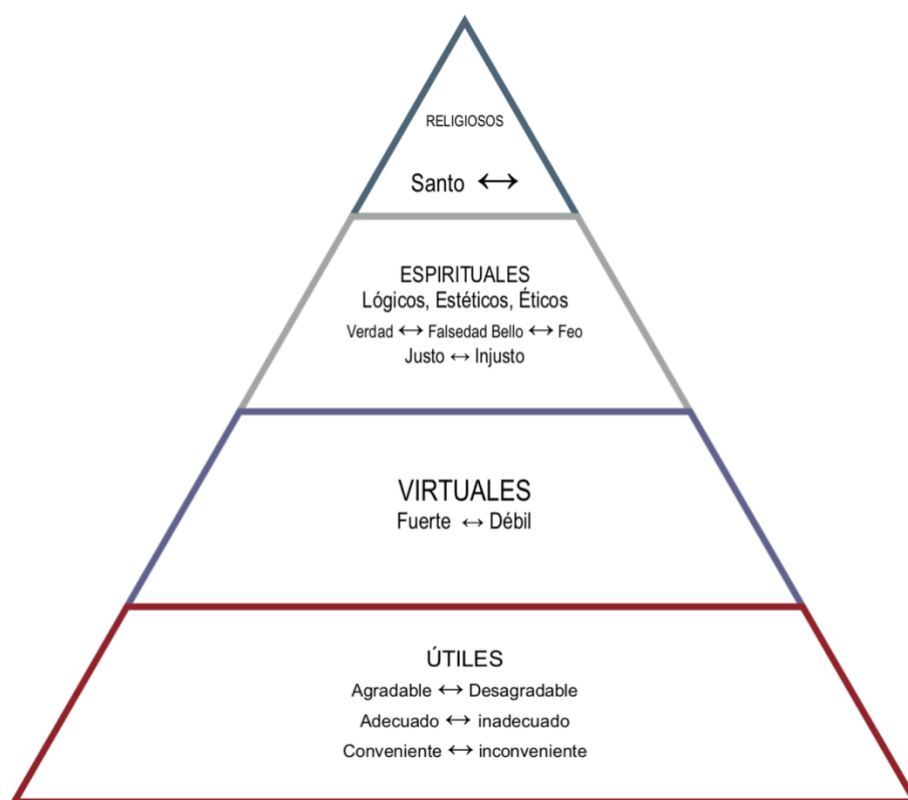 RELIGIOSOS
Santo ↔
ESPIRITUALES
Lógicos, Estéticos, Éticos
Verdad ↔ Falsedad Bello ↔ Feo
Justo ↔ Injusto
VIRTUALES
Fuerte ↔ Débil
ÚTILES
Agradable ↔ Desagradable
Adecuado ↔ inadecuado
Conveniente ↔ inconveniente